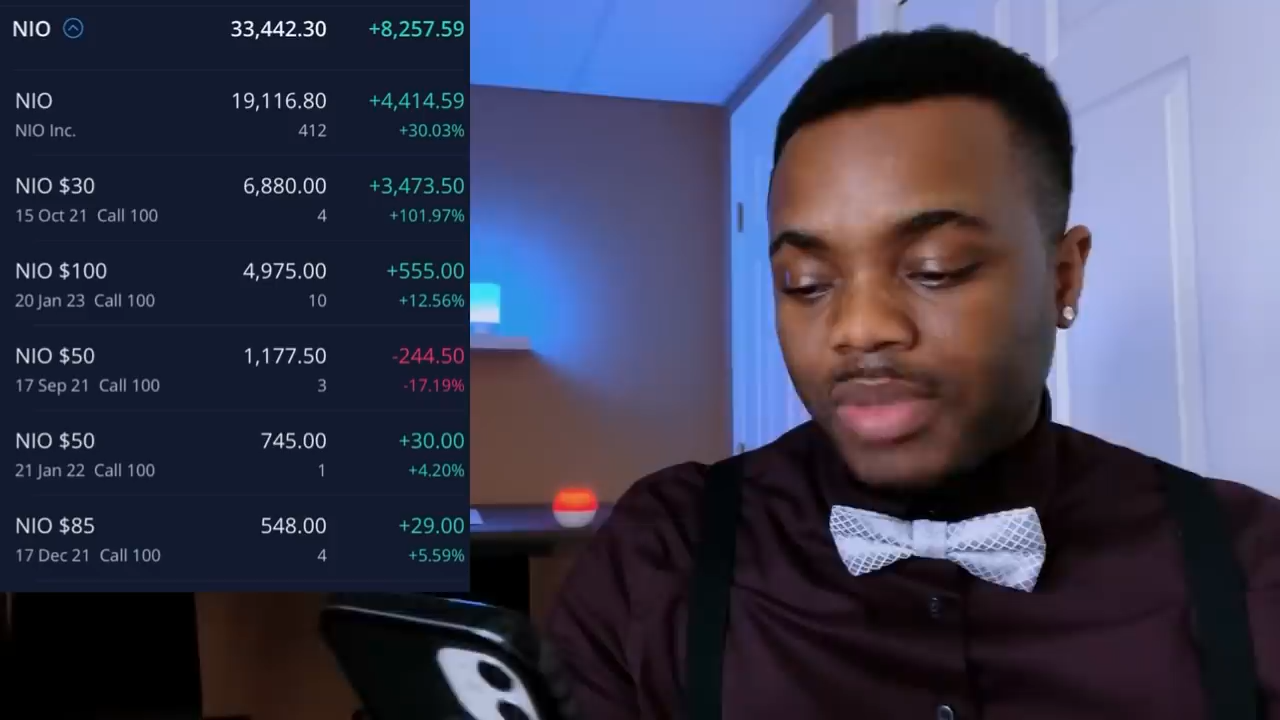 NIO 33,442.30 +8,257.59
NIO 19,116.80 +4,414.59
NIO Inc. 412 +30.03%
NIO $30 6,880.00 +3,473.50
15 Oct 21 Call 100 4 +101.97%
NIO $100 4,975.00 +555.00
20 Jan 23 Call 100 10 +12.56%
NIO $50 1,177.50 -244.50
17 Sep 21 Call 100 3 -17.19%
NIO $50 745.00 +30.00
21 Jan 22 Call 100 1 +4.20%
NIO $85 548.00 +29.00
17 Dec 21 Call 100 4 +5.59%